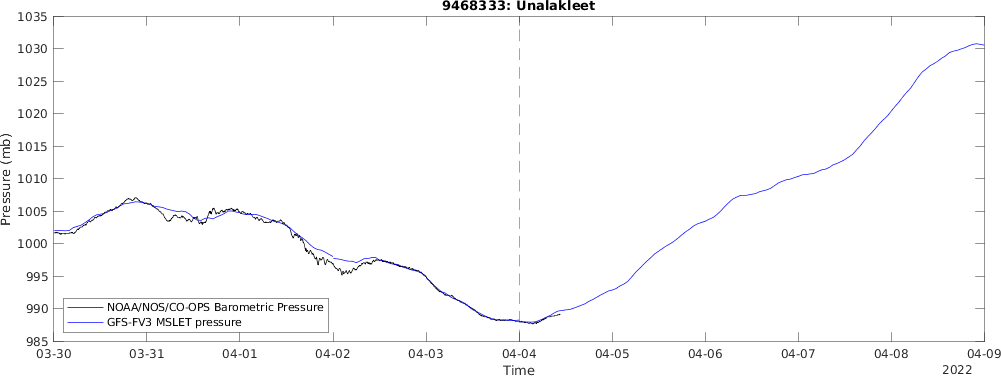 9468333: Unalakleet
Pressure (mb)
1035
1030
1025
1020
1015
1010
1005
1000
995
990
985
NOAA/NOS/CO-OPS Barometric Pressure
GFS-FV3 MSLET pressure
03-30 03-31 04-01 04-02 04-03 04-04 04-05 04-06 04-07 04-08 04-09
Time
2022